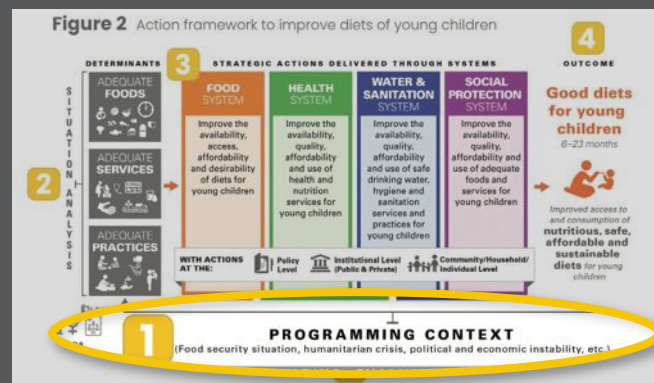 Figure 2 Action framework to improve diets of young children
DETERMINANTS
3
STRATEGIC ACTIONS DELIVERED THROUGH SYSTEMS
4
OUTCOME
SITUATION ANALYSIS
2
ADEQUATE
FOODS
ADEQUATE
SERVICES
ADEQUATE
PRACTICES
FOOD
SYSTEM
Improve the
availability,
access,
affordability
and desirability
of diets for
young children
HEALTH
SYSTEM
Improve the
availability,
quality,
affordability
and use of
health and
nutrition
services for
young children
WATER &
SANITATION
SYSTEM
Improve the
availability,
quality,
affordability
and use of safe
drinking water,
hygiene and
sanitation
services and
practices for
young children
SOCIAL
PROTECTION
SYSTEM
Improve the
availability,
quality,
affordability and
use of adequate
foods and
services for
young children
Good diets
for young
children
6–23 months
Improved access to
and consumption of
nutritious, safe,
affordable and
sustainable
diets for young
children
WITH ACTIONS
AT THE:
Policy
Level
Institutional Level
(Public & Private)
Community/Household/
Individual Level
1
PROGRAMMING CONTEXT
(Food security situation, humanitarian crisis, political and economic instability, etc.)